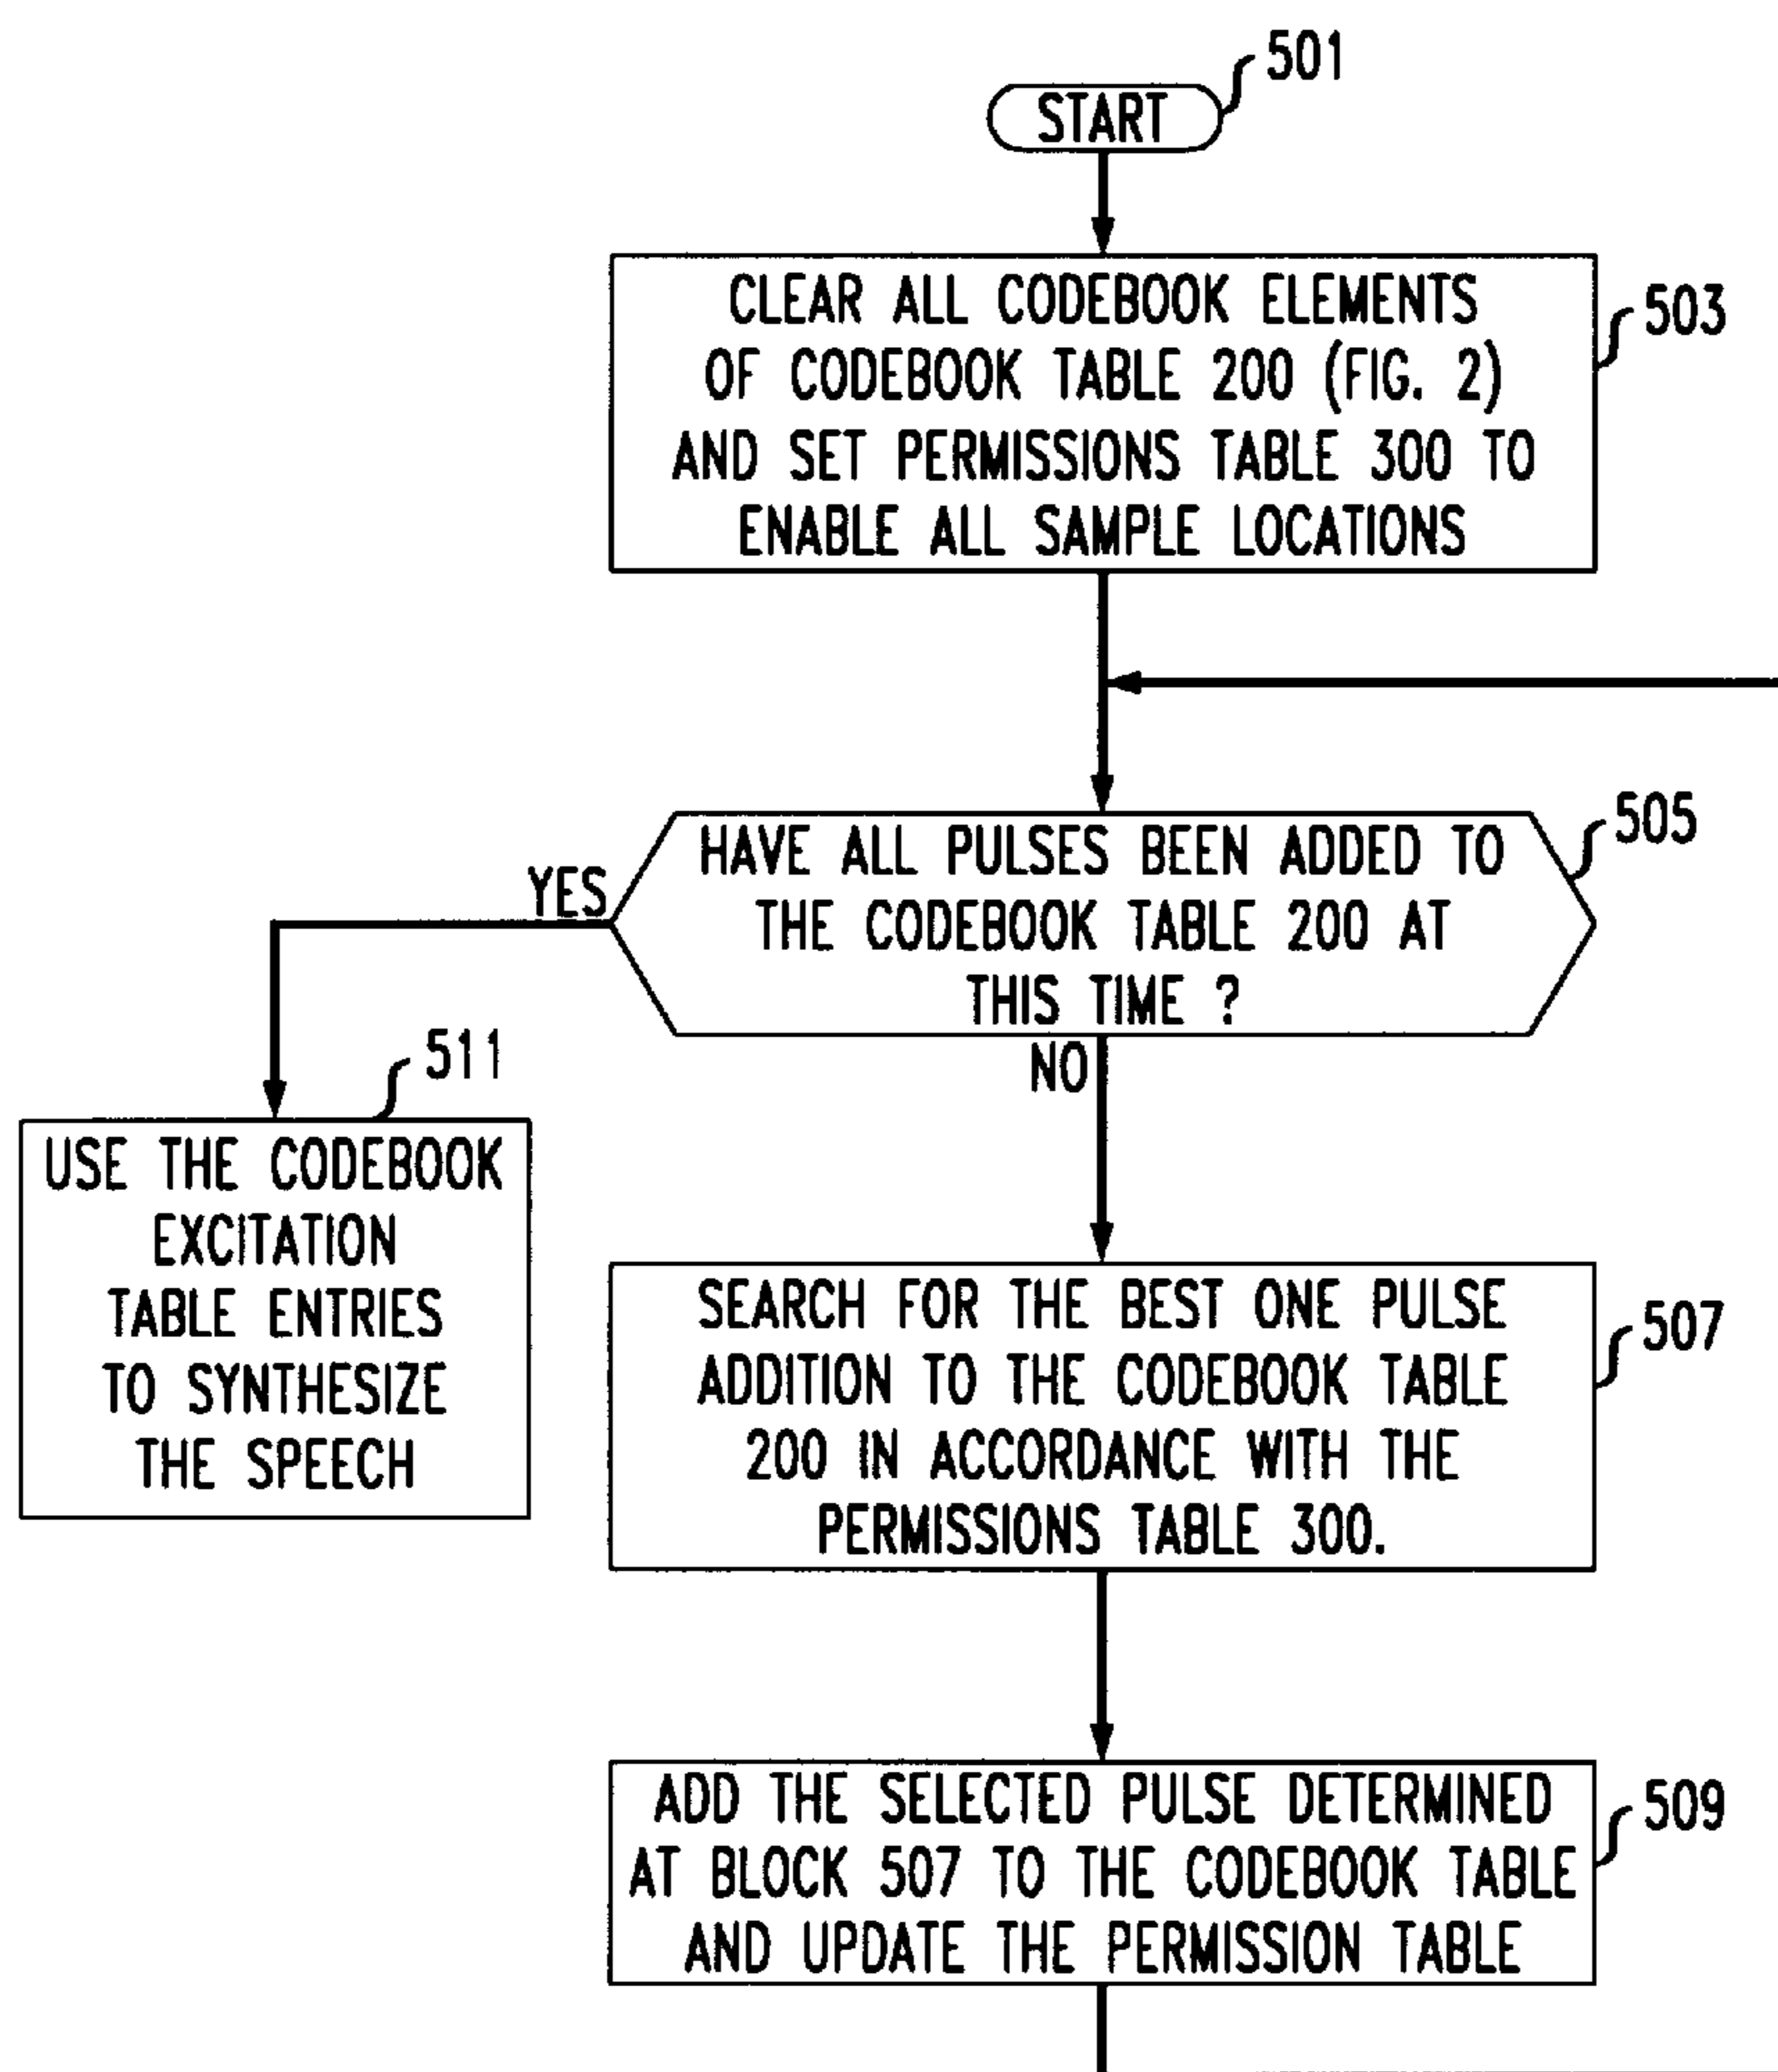 501
START
CLEAR ALL CODEBOOK ELEMENTS
OF CODEBOOK TABLE 200 (FIG. 2)
AND SET PERMISSIONS TABLE 300 TO
ENABLE ALL SAMPLE LOCATIONS
503
HAVE ALL PULSES BEEN ADDED TO
THE CODEBOOK TABLE 200 AT
THIS TIME ?
505
YES
NO
511
USE THE CODEBOOK
EXCITATION
TABLE ENTRIES
TO SYNTHESIZE
THE SPEECH
SEARCH FOR THE BEST ONE PULSE
ADDITION TO THE CODEBOOK TABLE
200 IN ACCORDANCE WITH THE
PERMISSIONS TABLE 300.
507
ADD THE SELECTED PULSE DETERMINED
AT BLOCK 507 TO THE CODEBOOK TABLE
AND UPDATE THE PERMISSION TABLE
509